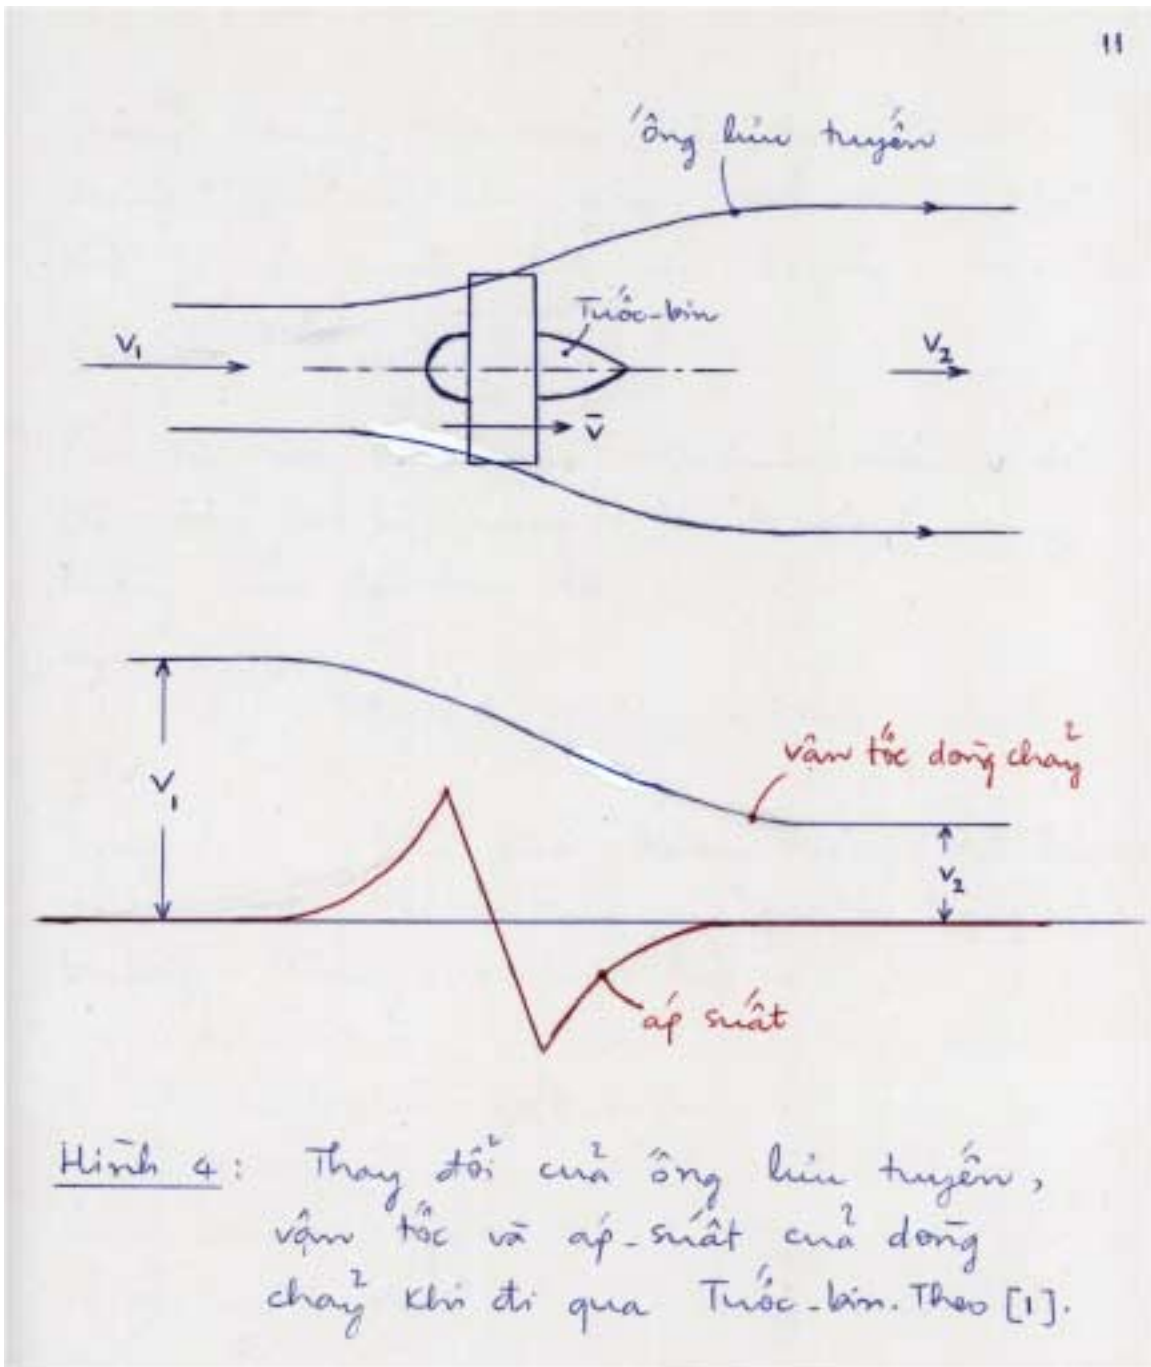 11
ống lưu tuyến
Tuốc-bin
V₁
V₂
v̄
vận tốc dòng chảy
V₁
V₂
áp suất
Hình 4: Thay đổi của ống lưu tuyến,
vận tốc và áp-suất của dòng
chảy khi đi qua Tuốc-bin. Theo [1].